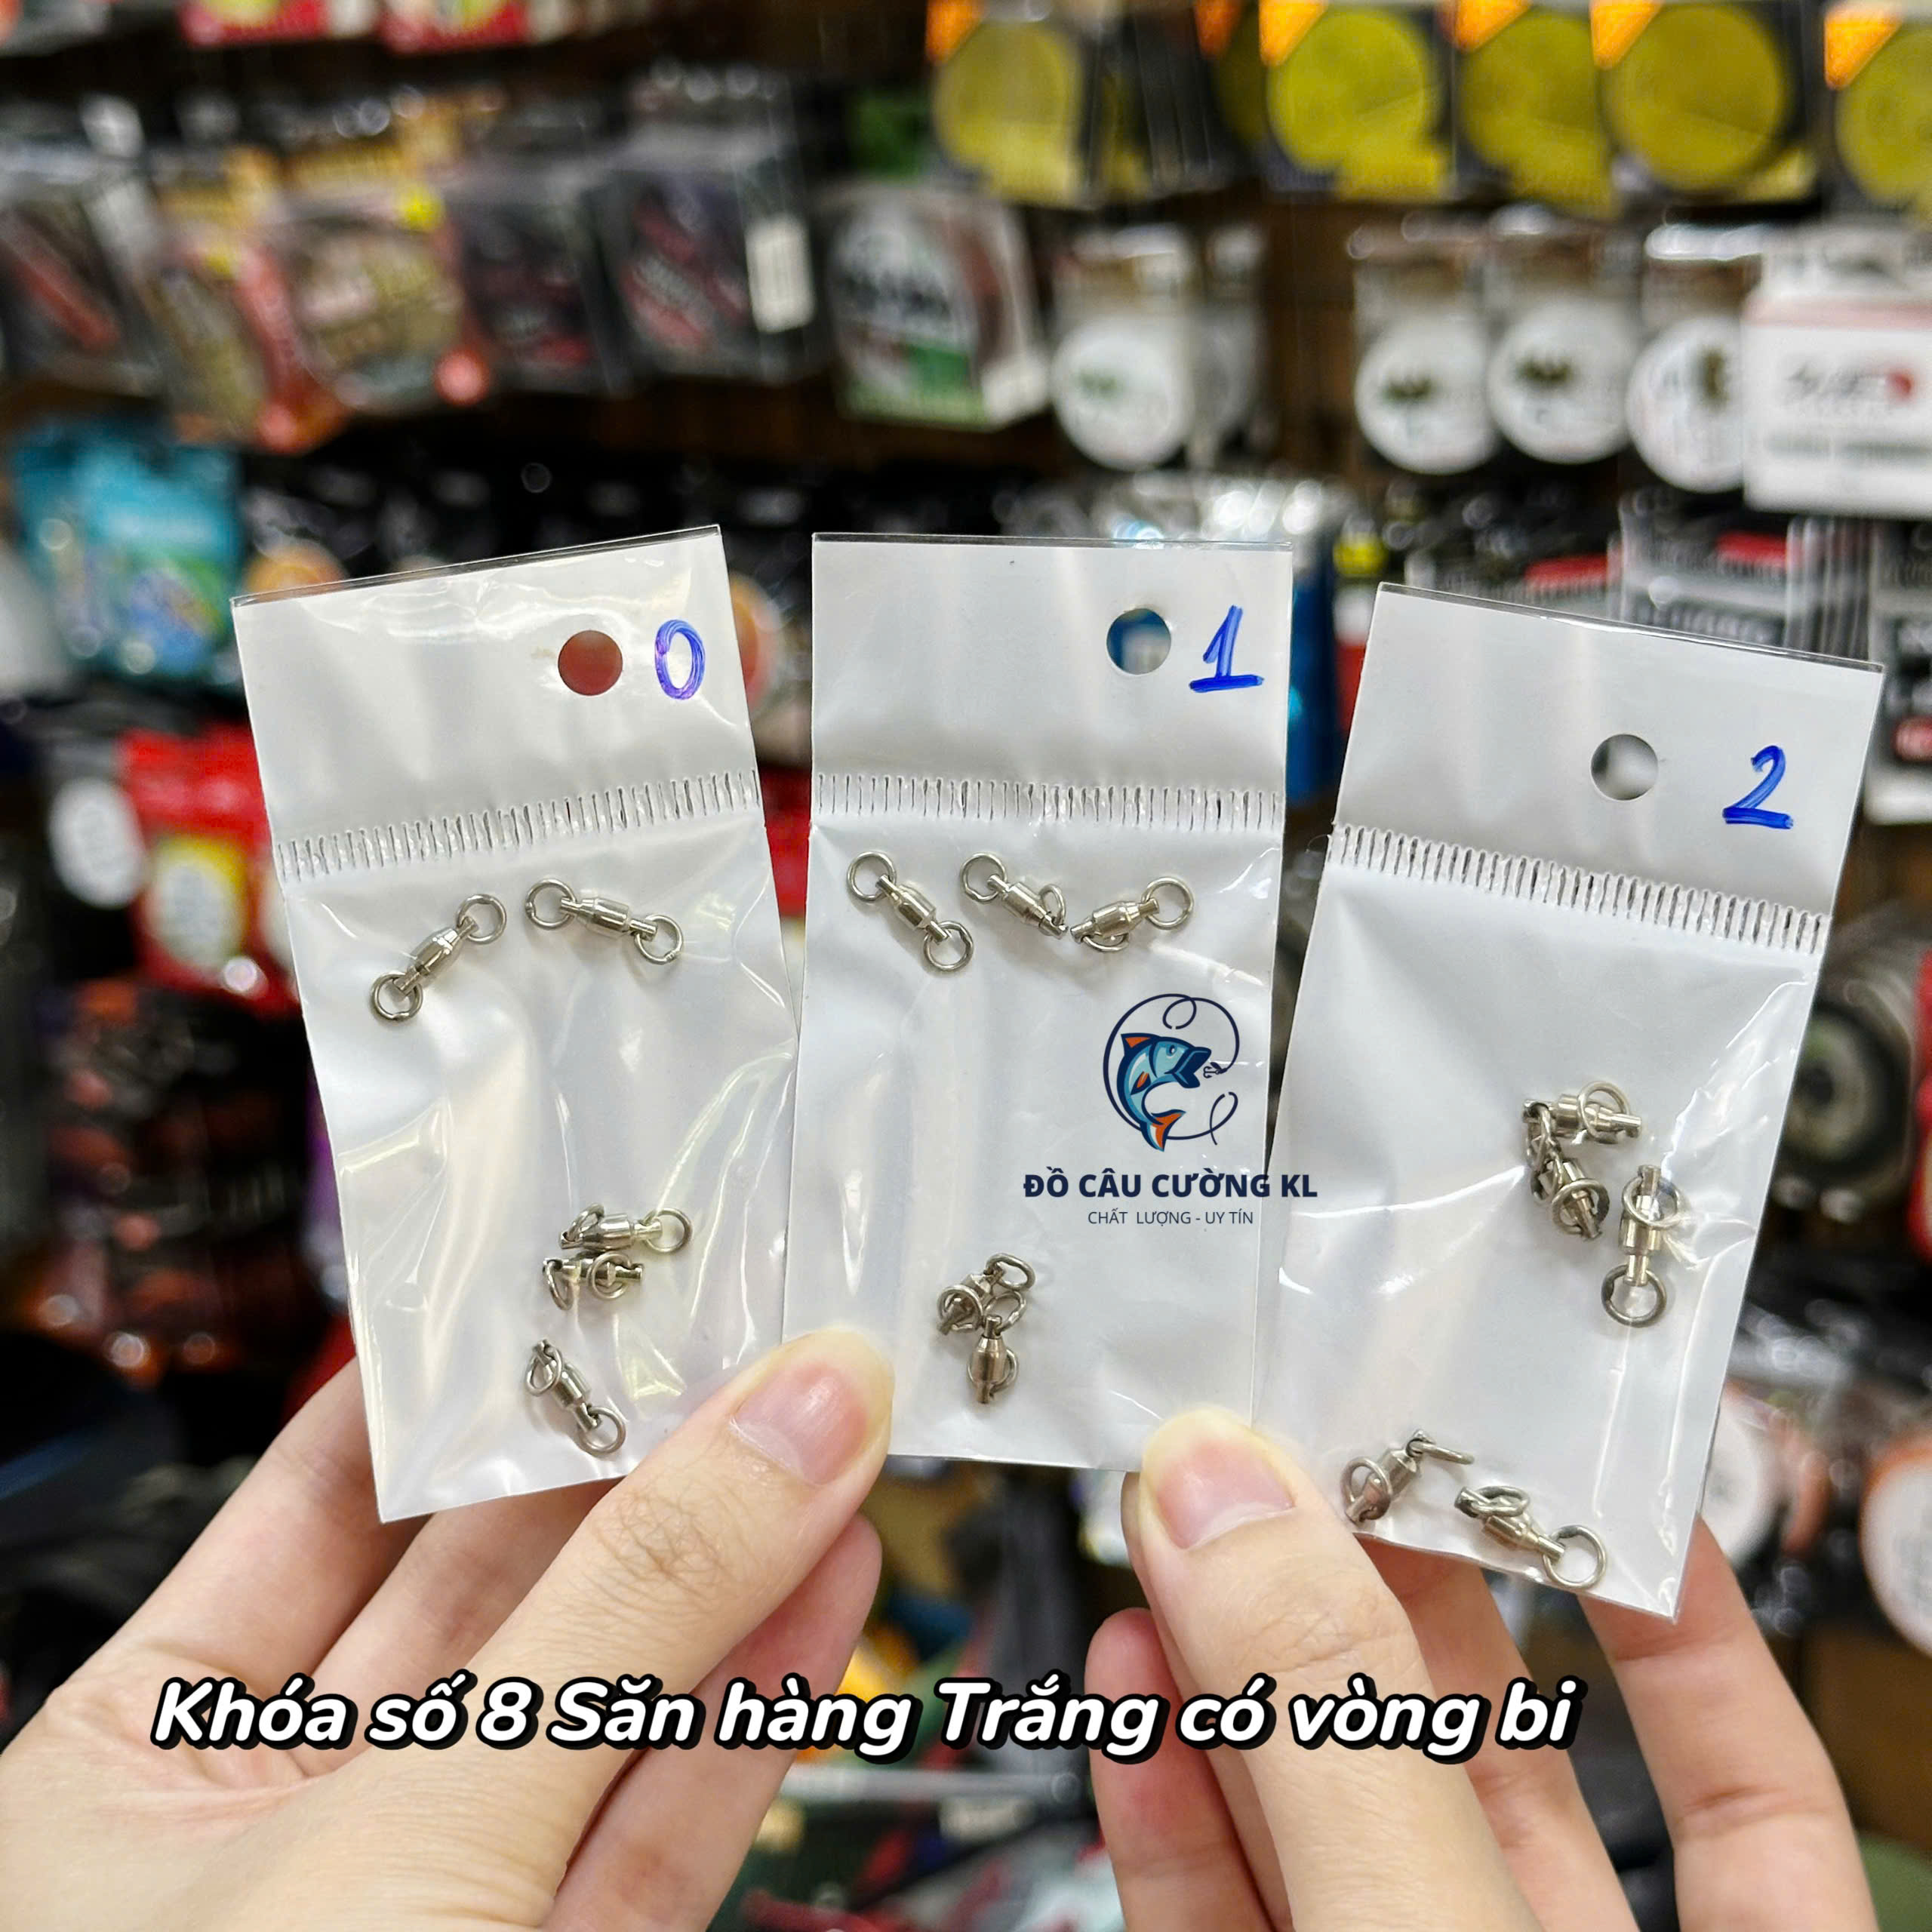 0
1
2
ĐỒ CÂU CƯỜNG KL
CHẤT LƯỢNG - UY TÍN
Khóa số 8 Săn hàng Trắng có vòng bi